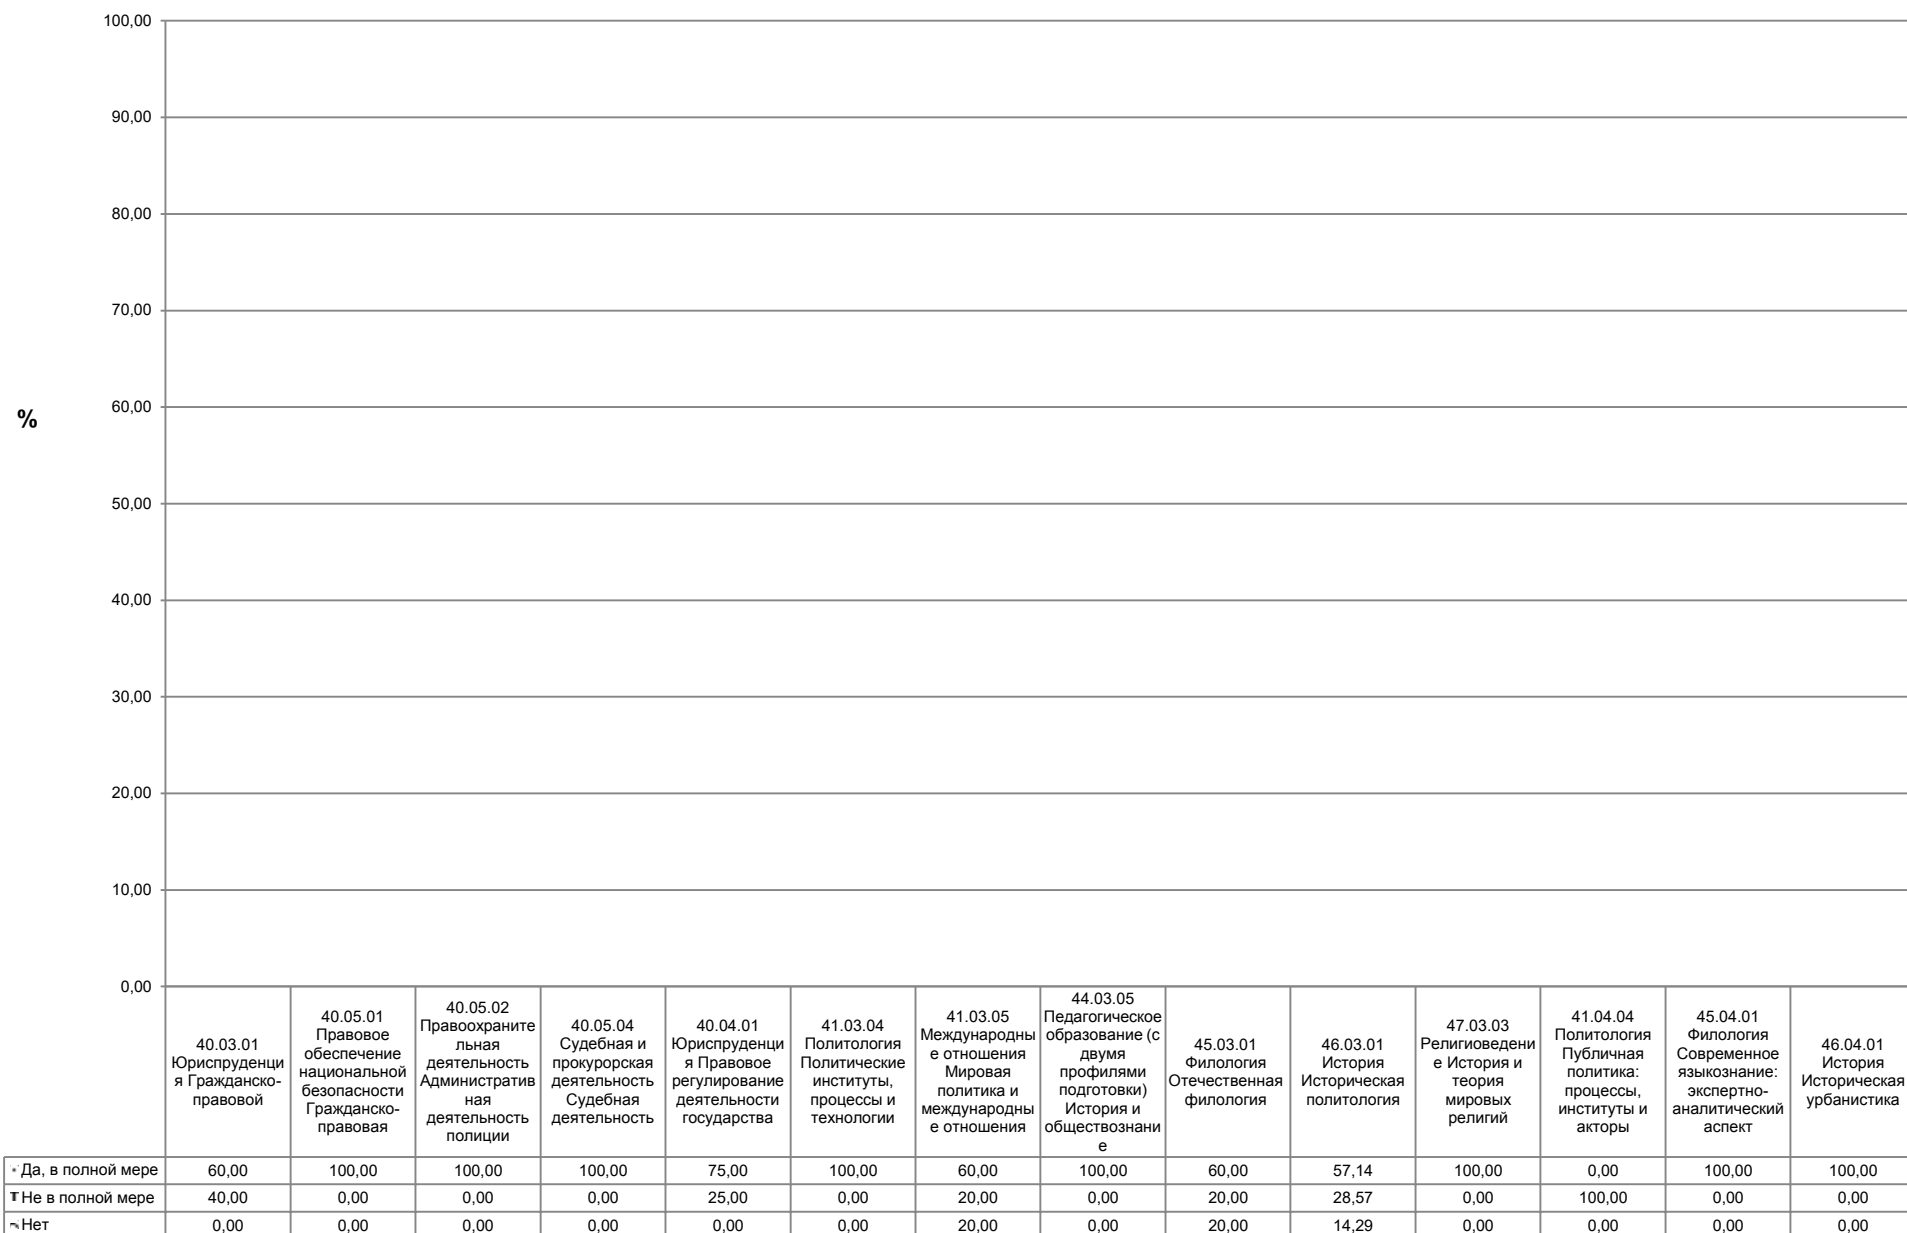 100,00
90,00
80,00
70,00
%
60,00
50,00
40,00
30,00
20,00
10,00
0,00
40.03.01
Юриспруденци
я Гражданско-
правовой
40.05.01
Правовое
обеспечение
национальной
безопасности
Гражданско-
правовая
40.05.02
Правоохраните
льная
деятельность
Административ
ная
деятельность
полиции
40.05.04
Судебная и
прокурорская
деятельность
Судебная
деятельность
40.04.01
Юриспруденци
я Правовое
регулирование
деятельности
государства
41.03.04
Политология
Политические
институты,
процессы и
технологии
41.03.05
Международны
е отношения
Мировая
политика и
международны
е отношения
44.03.05
Педагогическое
образование (с
двумя
профилями
подготовки)
История и
обществознани
е
45.03.01
Филология
Отечественная
филология
46.03.01
История
Историческая
политология
47.03.03
Религиоведени
е История и
теория
мировых
религий
41.04.04
Политология
Публичная
политика:
процессы,
институты и
акторы
45.04.01
Филология
Современное
языкознание:
экспертно-
аналитический
аспект
46.04.01
История
Историческая
урбанистика
Да, в полной мере 60,00 100,00 100,00 100,00 75,00 100,00 60,00 100,00 60,00 57,14 100,00 0,00 100,00 100,00
Не в полной мере 40,00 0,00 0,00 0,00 25,00 0,00 20,00 0,00 20,00 28,57 0,00 100,00 0,00 0,00
Нет 0,00 0,00 0,00 0,00 0,00 0,00 20,00 0,00 20,00 14,29 0,00 0,00 0,00 0,00